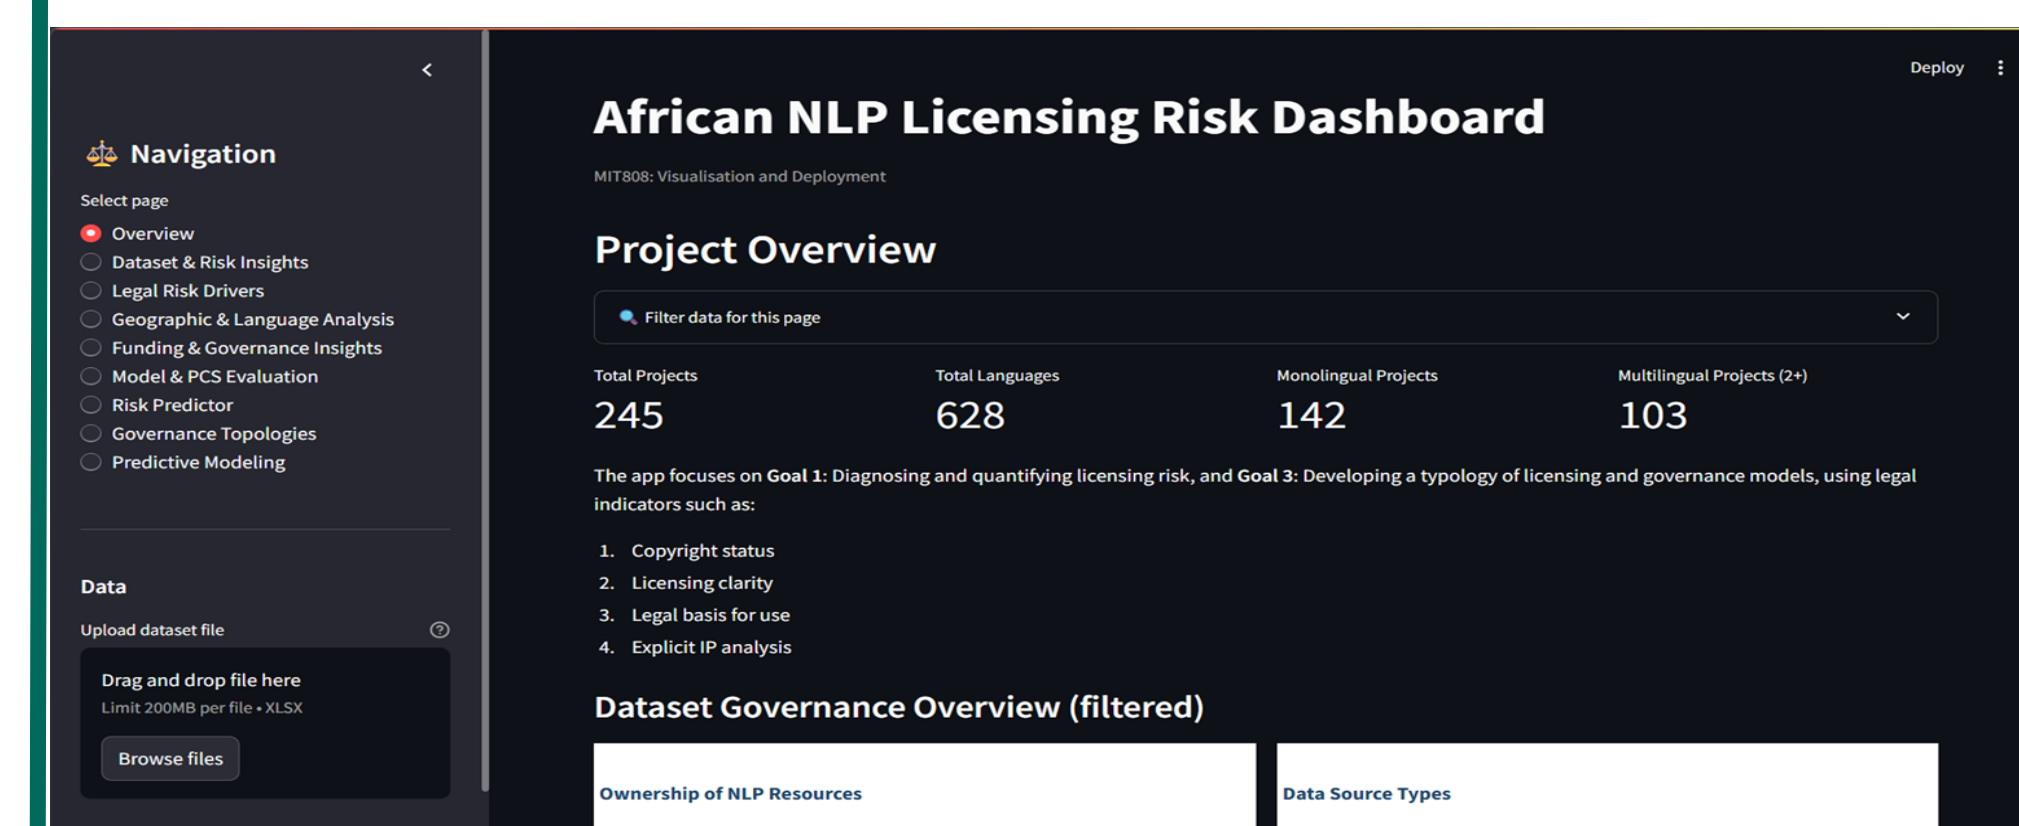 Navigation
Select page
Overview
Dataset & Risk Insights
Legal Risk Drivers
Geographic & Language Analysis
Funding & Governance Insights
Model & PCS Evaluation
Risk Predictor
Governance Topologies
Predictive Modeling
Data
Upload dataset file
Drag and drop file here
Limit 200MB per file • XLSX
Browse files
Deploy
African NLP Licensing Risk Dashboard
MIT808: Visualisation and Deployment
Project Overview
Filter data for this page
Total Projects
245
Total Languages
628
Monolingual Projects
142
Multilingual Projects (2+)
103
The app focuses on Goal 1: Diagnosing and quantifying licensing risk, and Goal 3: Developing a typology of licensing and governance models, using legal
indicators such as:
1. Copyright status
2. Licensing clarity
3. Legal basis for use
4. Explicit IP analysis
Dataset Governance Overview (filtered)
Ownership of NLP Resources
Data Source Types